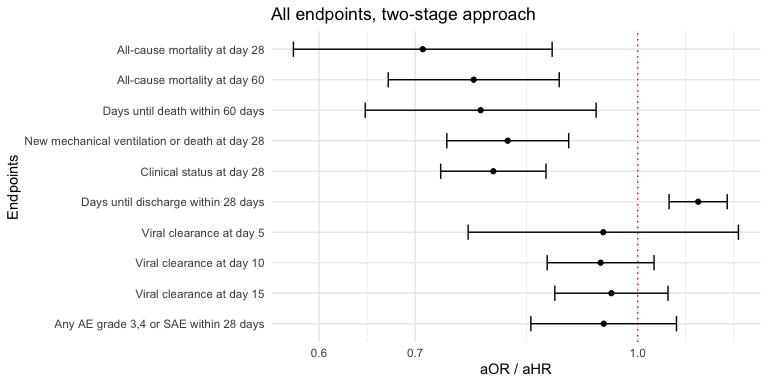 All endpoints, two-stage approach
Endpoints
All-cause mortality at day 28
All-cause mortality at day 60
Days until death within 60 days
New mechanical ventilation or death at day 28
Clinical status at day 28
Days until discharge within 28 days
Viral clearance at day 5
Viral clearance at day 10
Viral clearance at day 15
Any AE grade 3,4 or SAE within 28 days
0.6 0.7 1.0
aOR / aHR